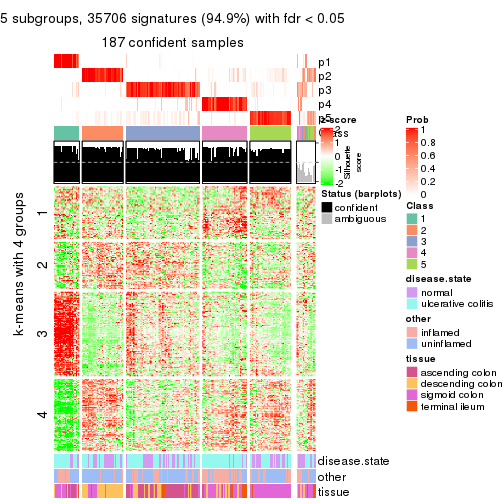 5 subgroups, 35706 signatures (94.9%) with fdr < 0.05
187 confident samples
p1
p2
p3
p4
p5
Class
z-score
2
1
0
-1
-2
Silhouette
score
Prob
1
0.8
0.6
0.4
0.2
0
Status (barplots)
confident
ambiguous
Class
1
2
3
4
5
disease.state
normal
ulcerative colitis
other
inflamed
uninflamed
tissue
ascending colon
descending colon
sigmoid colon
terminal ileum
k-means with 4 groups
1
2
3
4
disease.state
other
tissue